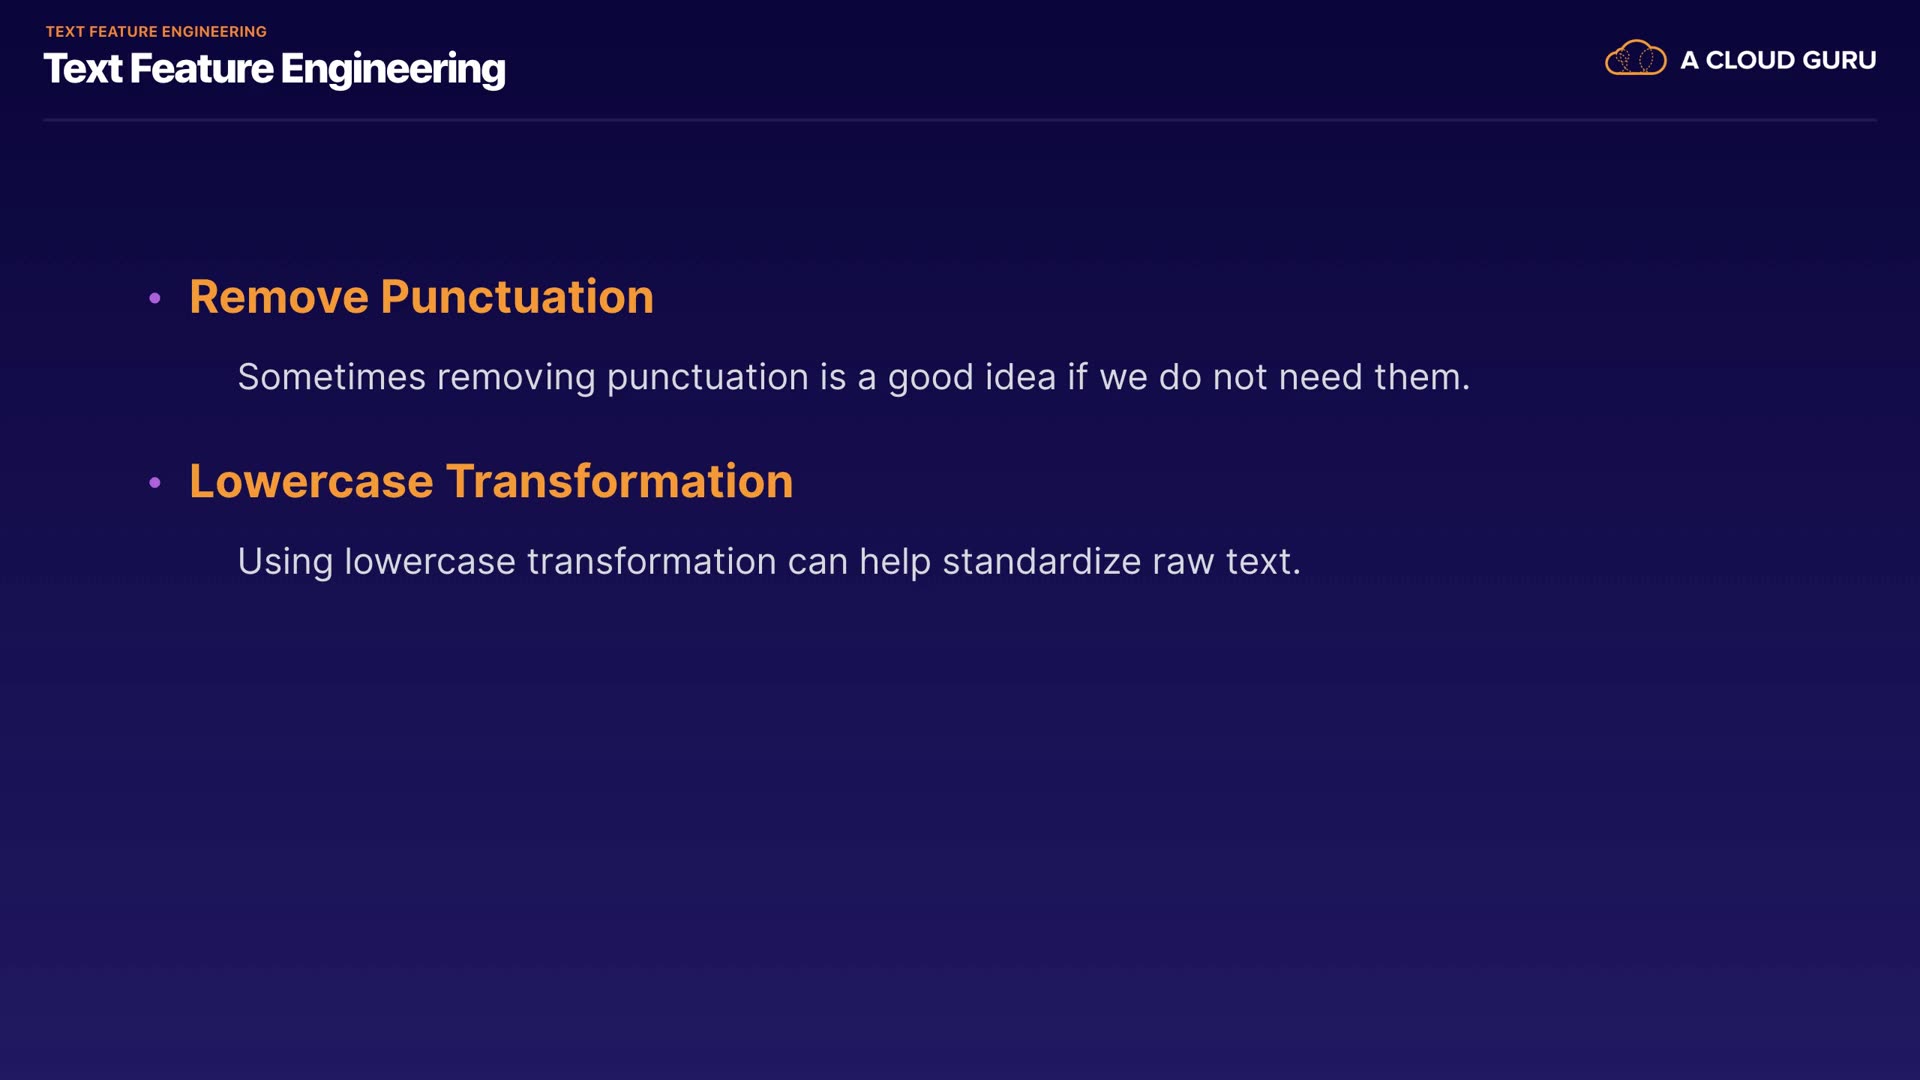 TEXT FEATURE ENGINEERING
Text Feature Engineering
A CLOUD GURU
• Remove Punctuation
Sometimes removing punctuation is a good idea if we do not need them.
• Lowercase Transformation
Using lowercase transformation can help standardize raw text.